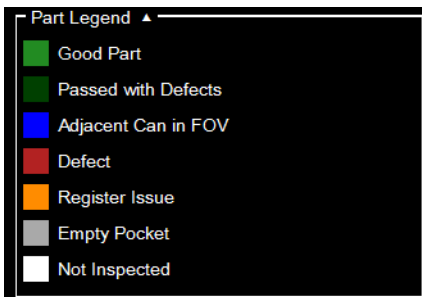 Part Legend ▲
Good Part
Passed with Defects
Adjacent Can in FOV
Defect
Register Issue
Empty Pocket
Not Inspected